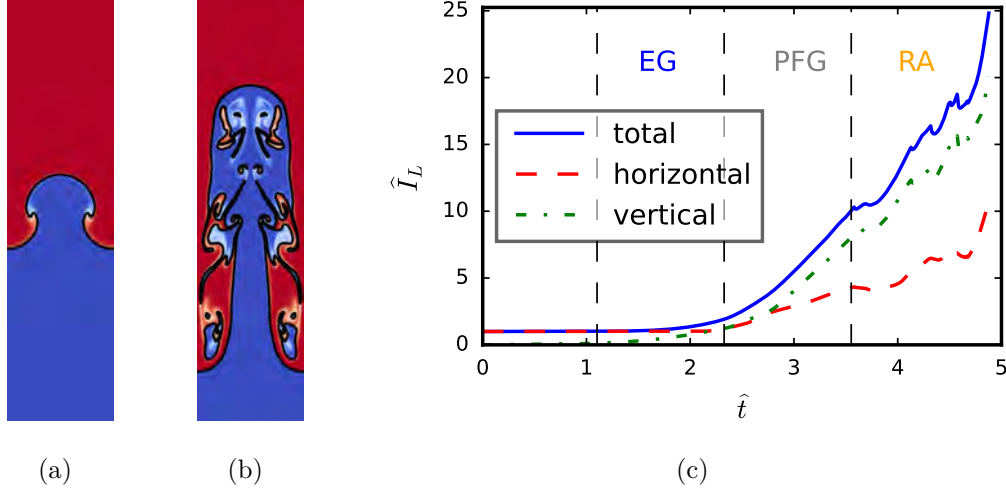 25
20
15
10
5
0
Î_L
EG PFG RA
total
horizontal
vertical
0 1 2 3 4 5
t̂
(a) (b) (c)